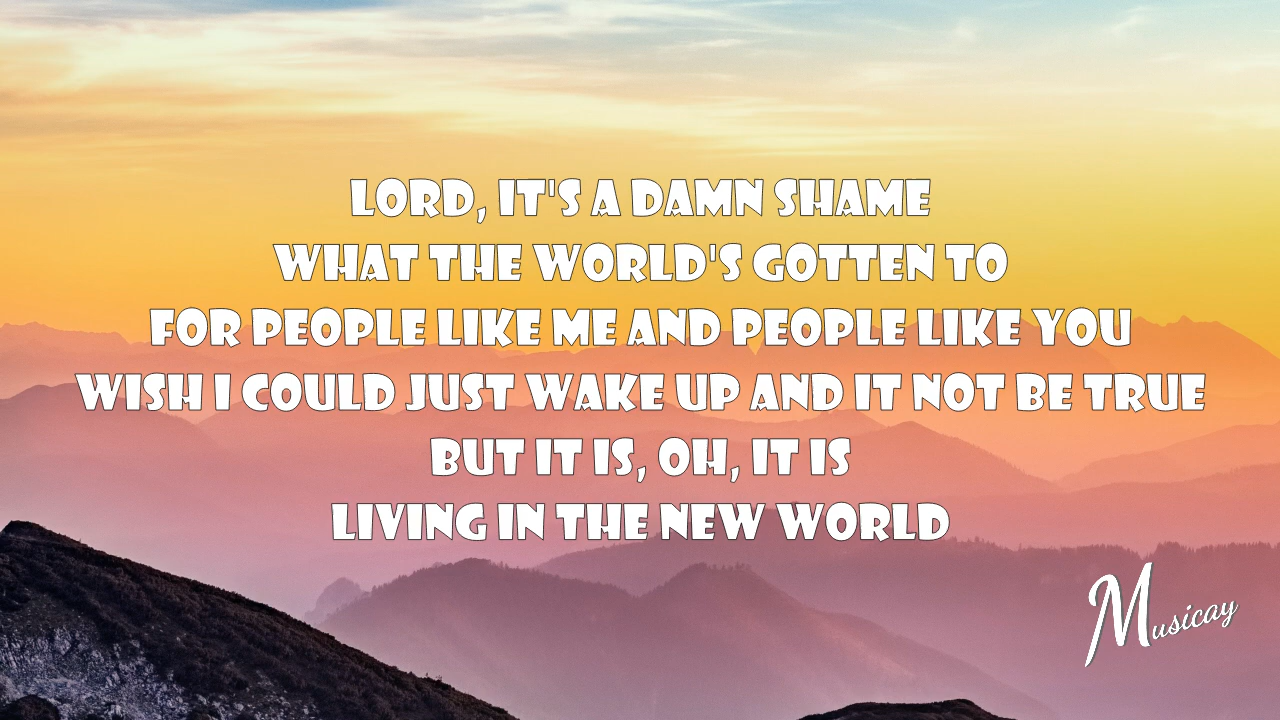 LORD, IT'S A DAMN SHAME
WHAT THE WORLD'S GOTTEN TO
FOR PEOPLE LIKE ME AND PEOPLE LIKE YOU
WISH I COULD JUST WAKE UP AND IT NOT BE TRUE
BUT IT IS, OH, IT IS
LIVING IN THE NEW WORLD
Musicay